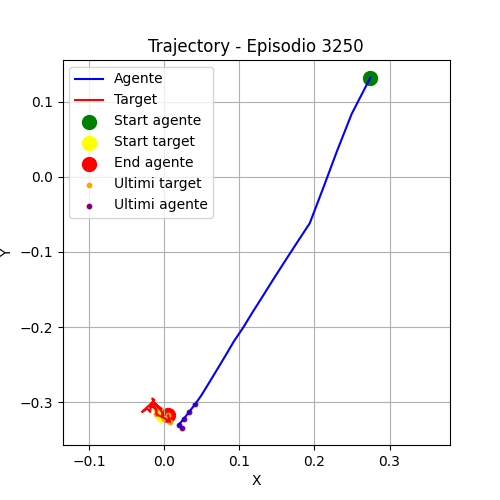 Trajectory - Episodio 3250
Agente
Target
Start agente
Start target
End agente
Ultimi target
Ultimi agente
Y
0.1
0.0
−0.1
−0.2
−0.3
−0.1
0.0
0.1
0.2
0.3
X